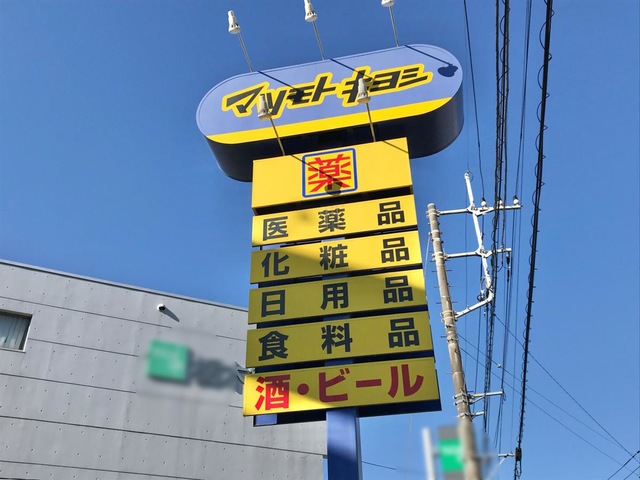 マツモトキヨシ
薬
医薬品
化粧品
日用品
食料品
酒・ビール